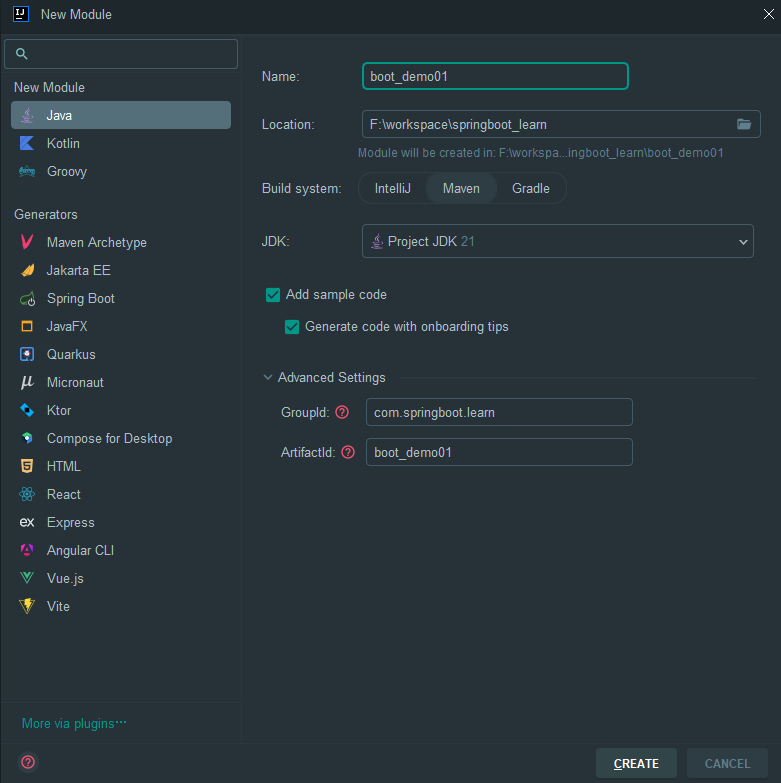 New Module
New Module
Java
Kotlin
Groovy
Generators
Maven Archetype
Jakarta EE
Spring Boot
JavaFX
Quarkus
Micronaut
Ktor
Compose for Desktop
HTML
React
ex Express
Angular CLI
Vue.js
Vite
More via plugins...
Name: boot_demo01
Location: F:\workspace\springboot_learn
Module will be created in: F:\workspa...ingboot_learn\boot_demo01
Build system: IntelliJ Maven Gradle
JDK: Project JDK 21
Add sample code
Generate code with onboarding tips
Advanced Settings
GroupId: com.springboot.learn
ArtifactId: boot_demo01
CREATE CANCEL